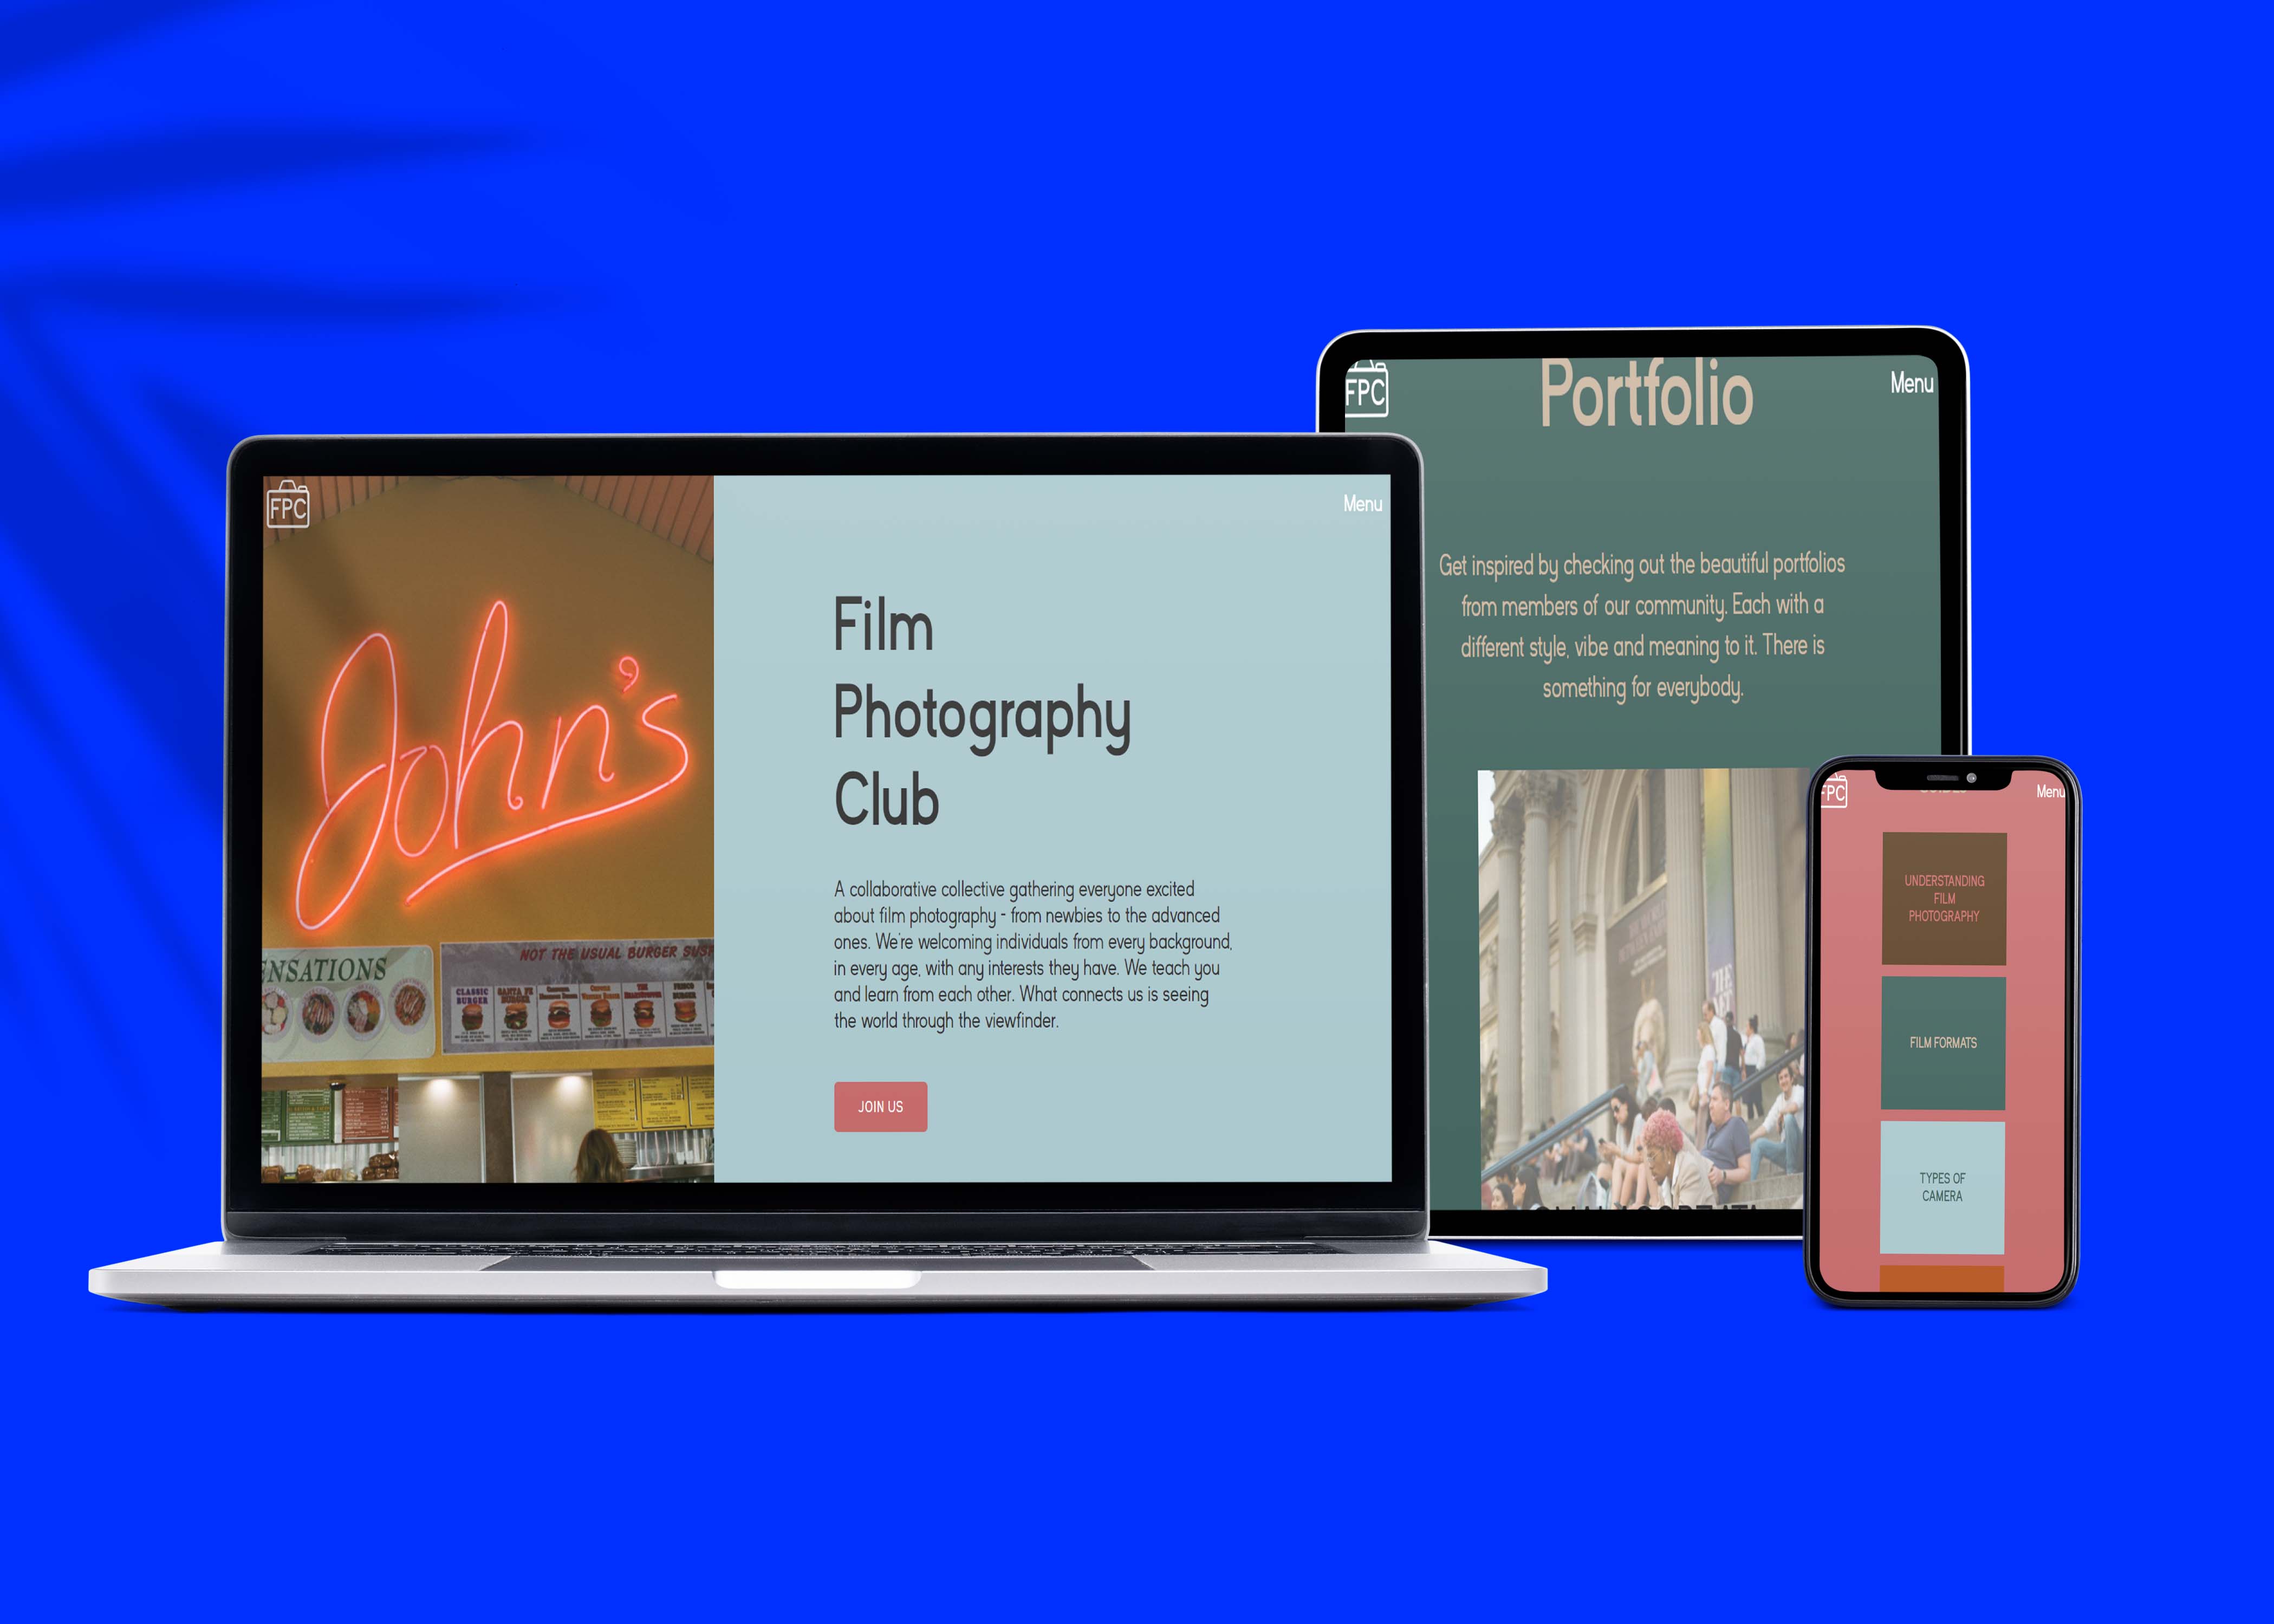 FPC
Menu
John's
ENSATIONS
NOT THE USUAL BURGER
CLASSIC
BURGER
SANTA FE
BURGER
Film
Photography
Club
A collaborative collective gathering everyone excited
about film photography - from newbies to the advanced
ones. We're welcoming individuals from every background,
in every age, with any interests they have. We teach you
and learn from each other. What connects us is seeing
the world through the viewfinder.
JOIN US
FPC
Portfolio
Menu
Get inspired by checking out the beautiful portfolios
from members of our community. Each with a
different style, vibe and meaning to it. There is
something for everybody.
FPC
Menu
UNDERSTANDING
FILM
PHOTOGRAPHY
FILM FORMATS
TYPES OF
CAMERA